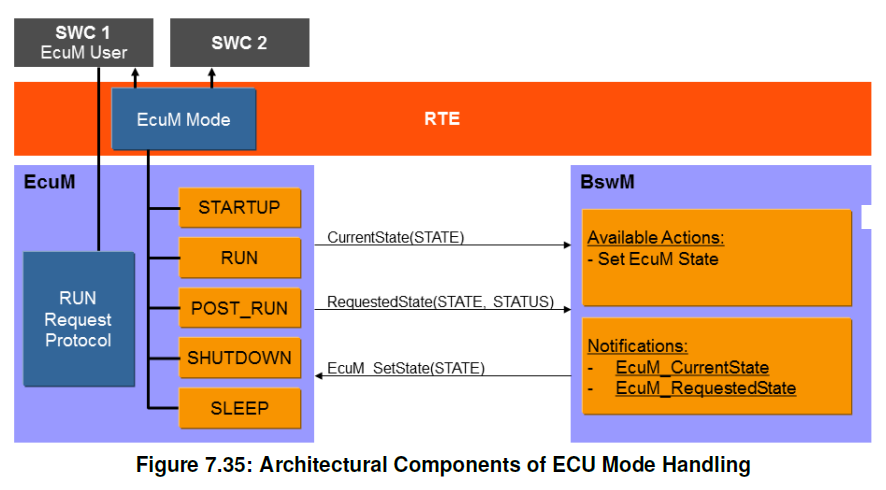 SWC 1
EcuM User
SWC 2
EcuM Mode
RTE
EcuM
STARTUP
RUN
POST_RUN
SHUTDOWN
SLEEP
RUN
Request
Protocol
CurrentState(STATE)
RequestedState(STATE, STATUS)
EcuM_SetState(STATE)
BswM
Available Actions:
- Set EcuM State
Notifications:
- EcuM_CurrentState
- EcuM_RequestedState
Figure 7.35: Architectural Components of ECU Mode Handling